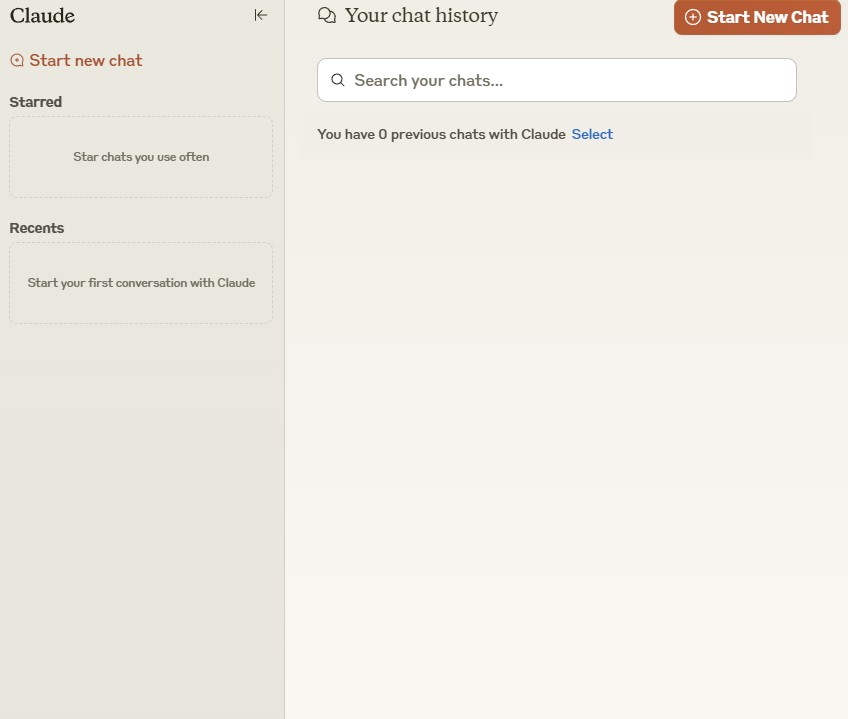 Claude
Start new chat
Starred
Star chats you use often
Recents
Start your first conversation with Claude
Your chat history
Start New Chat
Search your chats...
You have 0 previous chats with Claude Select